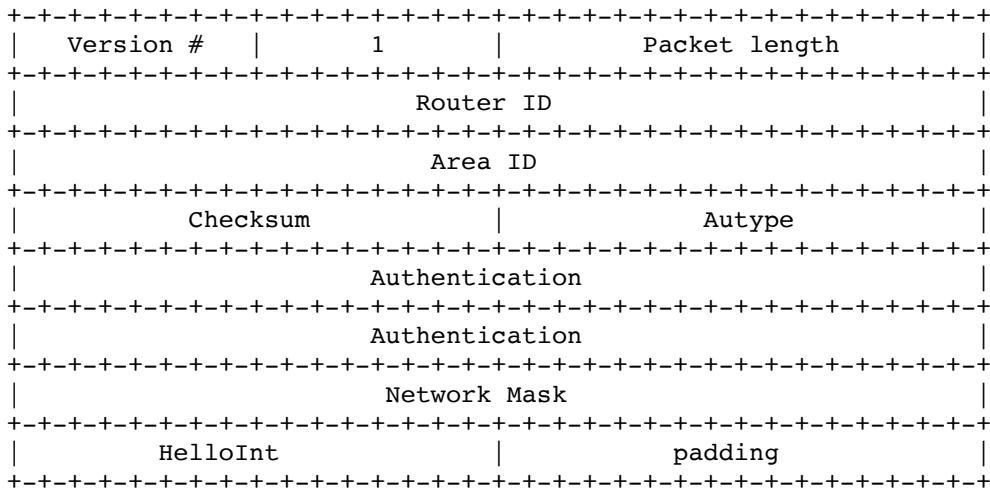 +-+-+-+-+-+-+-+-+-+-+-+-+-+-+-+-+-+-+-+-+-+-+-+-+-+-+-+-+-+-+-+-+
|   Version #   |       1       |         Packet length         |
+-+-+-+-+-+-+-+-+-+-+-+-+-+-+-+-+-+-+-+-+-+-+-+-+-+-+-+-+-+-+-+-+
|                          Router ID                            |
+-+-+-+-+-+-+-+-+-+-+-+-+-+-+-+-+-+-+-+-+-+-+-+-+-+-+-+-+-+-+-+-+
|                           Area ID                             |
+-+-+-+-+-+-+-+-+-+-+-+-+-+-+-+-+-+-+-+-+-+-+-+-+-+-+-+-+-+-+-+-+
|           Checksum            |               Autype          |
+-+-+-+-+-+-+-+-+-+-+-+-+-+-+-+-+-+-+-+-+-+-+-+-+-+-+-+-+-+-+-+-+
|                       Authentication                          |
+-+-+-+-+-+-+-+-+-+-+-+-+-+-+-+-+-+-+-+-+-+-+-+-+-+-+-+-+-+-+-+-+
|                       Authentication                          |
+-+-+-+-+-+-+-+-+-+-+-+-+-+-+-+-+-+-+-+-+-+-+-+-+-+-+-+-+-+-+-+-+
|                        Network Mask                           |
+-+-+-+-+-+-+-+-+-+-+-+-+-+-+-+-+-+-+-+-+-+-+-+-+-+-+-+-+-+-+-+-+
|         HelloInt              |           padding             |
+-+-+-+-+-+-+-+-+-+-+-+-+-+-+-+-+-+-+-+-+-+-+-+-+-+-+-+-+-+-+-+-+